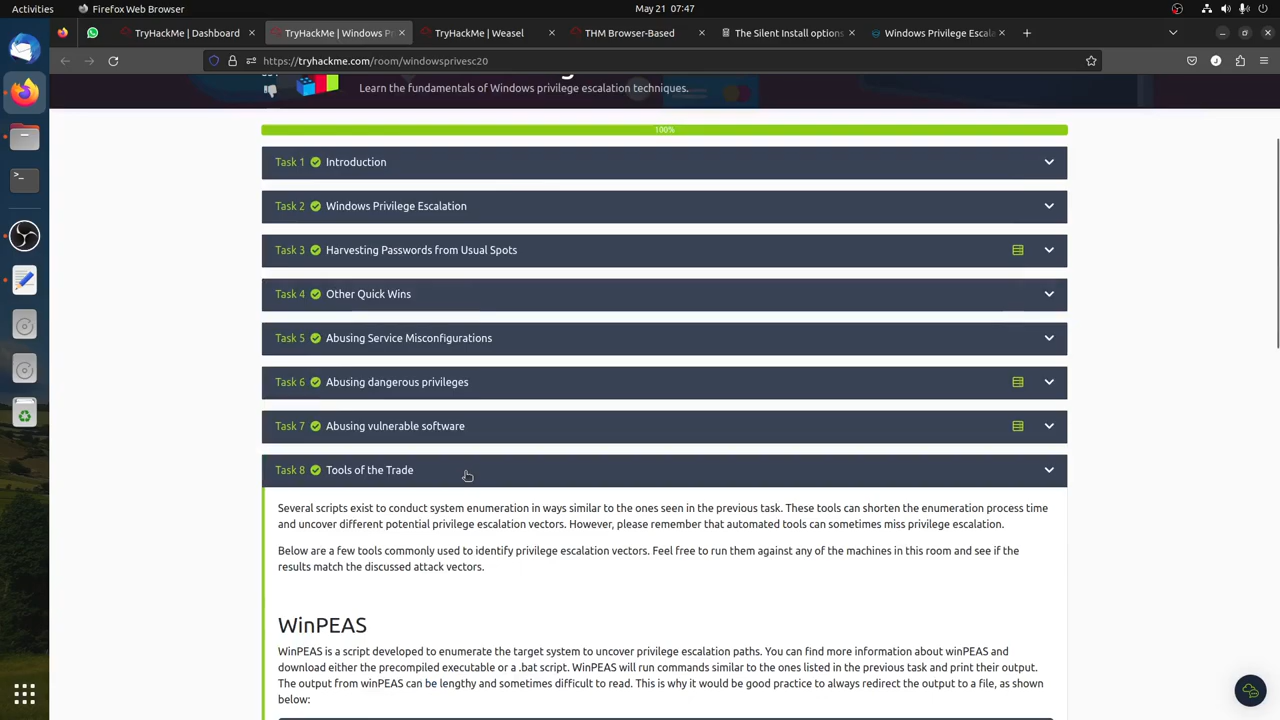 Activities
Firefox Web Browser
May 21 07:47
TryHackMe | Dashboard
TryHackMe | Windows Pr
TryHackMe | Weasel
THM Browser-Based
The Silent Install options
Windows Privilege Escala
https://tryhackme.com/room/windowsprivesc20
Learn the fundamentals of Windows privilege escalation techniques.
100%
Task 1 Introduction
Task 2 Windows Privilege Escalation
Task 3 Harvesting Passwords from Usual Spots
Task 4 Other Quick Wins
Task 5 Abusing Service Misconfigurations
Task 6 Abusing dangerous privileges
Task 7 Abusing vulnerable software
Task 8 Tools of the Trade
Several scripts exist to conduct system enumeration in ways similar to the ones seen in the previous task. These tools can shorten the enumeration process time
and uncover different potential privilege escalation vectors. However, please remember that automated tools can sometimes miss privilege escalation.
Below are a few tools commonly used to identify privilege escalation vectors. Feel free to run them against any of the machines in this room and see if the
results match the discussed attack vectors.
WinPEAS
WinPEAS is a script developed to enumerate the target system to uncover privilege escalation paths. You can find more information about winPEAS and
download either the precompiled executable or a .bat script. WinPEAS will run commands similar to the ones listed in the previous task and print their output.
The output from winPEAS can be lengthy and sometimes difficult to read. This is why it would be good practice to always redirect the output to a file, as shown
below: